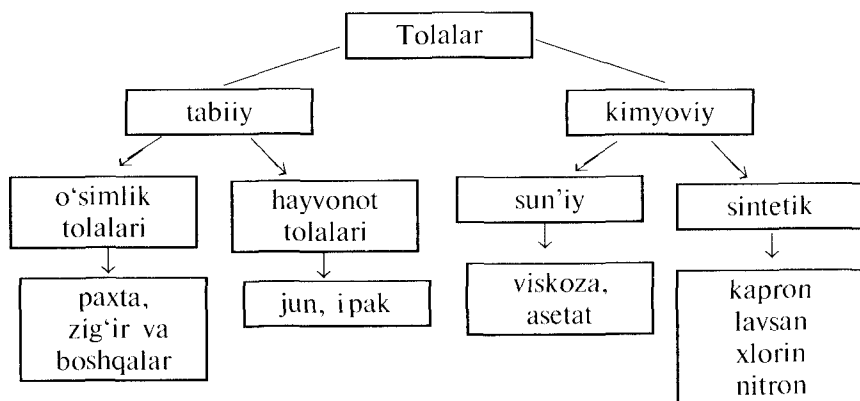 Tolalar
tabiiy
kimyoviy
o‘simlik
tolalari
hayvonot
tolalari
sun’iy
sintetik
paxta,
zig‘ir va
boshqalar
jun, ipak
viskoza,
asetat
kapron
lavsan
xlorin
nitron